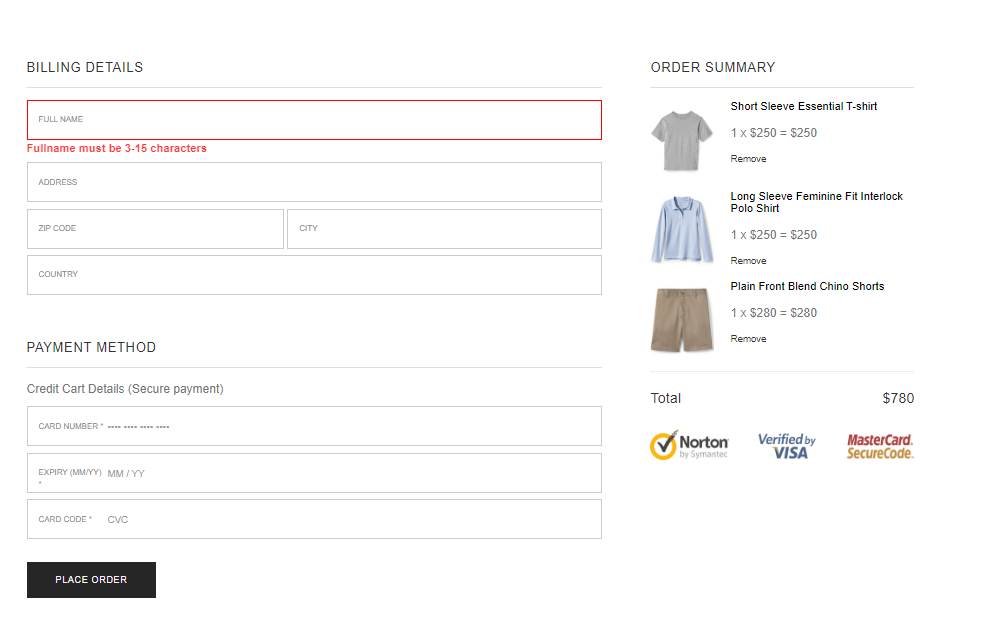 BILLING DETAILS
FULL NAME
Fullname must be 3-15 characters
ADDRESS
ZIP CODE
CITY
COUNTRY
PAYMENT METHOD
Credit Cart Details (Secure payment)
CARD NUMBER * ---- ---- ---- ----
EXPIRY (MM/YY) MM / YY
*
CARD CODE * CVC
PLACE ORDER
ORDER SUMMARY
Short Sleeve Essential T-shirt
1 x $250 = $250
Remove
Long Sleeve Feminine Fit Interlock
Polo Shirt
1 x $250 = $250
Remove
Plain Front Blend Chino Shorts
1 x $280 = $280
Remove
Total $780
Norton
by Symantec
Verified by
VISA
MasterCard.
SecureCode.